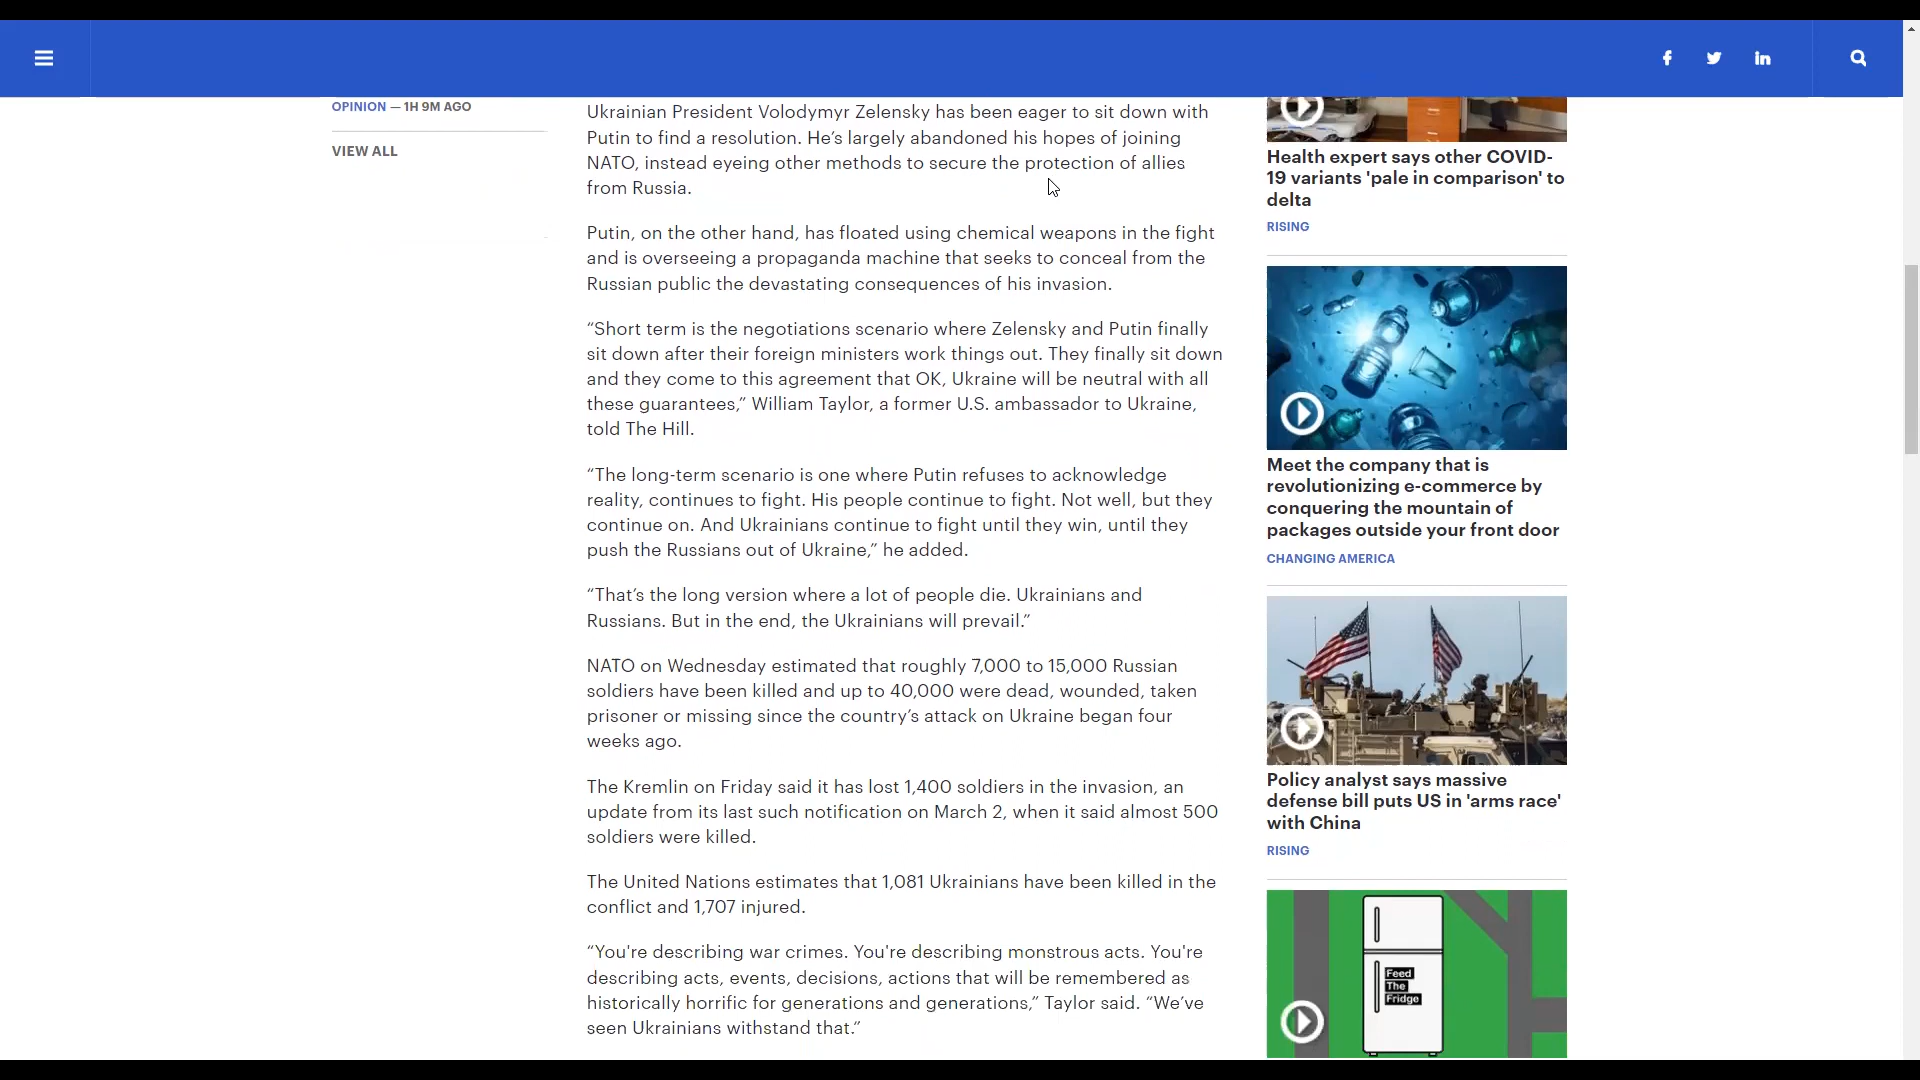 OPINION — 1H 9M AGO
VIEW ALL
Ukrainian President Volodymyr Zelensky has been eager to sit down with
Putin to find a resolution. He’s largely abandoned his hopes of joining
NATO, instead eyeing other methods to secure the protection of allies
from Russia.
Putin, on the other hand, has floated using chemical weapons in the fight
and is overseeing a propaganda machine that seeks to conceal from the
Russian public the devastating consequences of his invasion.
“Short term is the negotiations scenario where Zelensky and Putin finally
sit down after their foreign ministers work things out. They finally sit down
and they come to this agreement that OK, Ukraine will be neutral with all
these guarantees,” William Taylor, a former U.S. ambassador to Ukraine,
told The Hill.
“The long-term scenario is one where Putin refuses to acknowledge
reality, continues to fight. His people continue to fight. Not well, but they
continue on. And Ukrainians continue to fight until they win, until they
push the Russians out of Ukraine,” he added.
“That’s the long version where a lot of people die. Ukrainians and
Russians. But in the end, the Ukrainians will prevail.”
NATO on Wednesday estimated that roughly 7,000 to 15,000 Russian
soldiers have been killed and up to 40,000 were dead, wounded, taken
prisoner or missing since the country’s attack on Ukraine began four
weeks ago.
The Kremlin on Friday said it has lost 1,400 soldiers in the invasion, an
update from its last such notification on March 2, when it said almost 500
soldiers were killed.
The United Nations estimates that 1,081 Ukrainians have been killed in the
conflict and 1,707 injured.
“You're describing war crimes. You're describing monstrous acts. You're
describing acts, events, decisions, actions that will be remembered as
historically horrific for generations and generations,” Taylor said. “We’ve
seen Ukrainians withstand that.”
Health expert says other COVID-
19 variants 'pale in comparison' to
delta
RISING
Meet the company that is
revolutionizing e-commerce by
conquering the mountain of
packages outside your front door
CHANGING AMERICA
Policy analyst says massive
defense bill puts US in 'arms race'
with China
RISING
Feed
The
Fridge